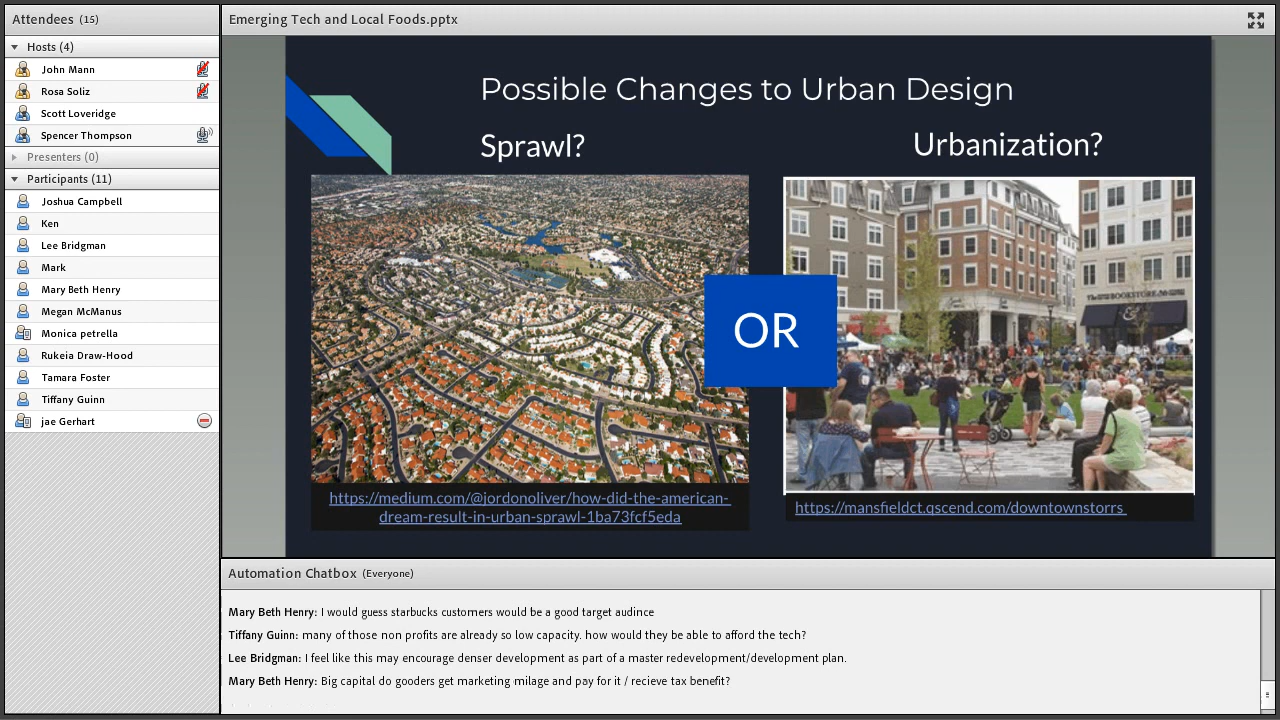 Attendees (15)
Hosts (4)
John Mann
Rosa Soliz
Scott Loveridge
Spencer Thompson
Presenters (0)
Participants (11)
Joshua Campbell
Ken
Lee Bridgman
Mark
Mary Beth Henry
Megan McManus
Monica petrella
Rukeia Draw-Hood
Tamara Foster
Tiffany Guinn
jae Gerhart
Emerging Tech and Local Foods.pptx
Possible Changes to Urban Design
Sprawl?
Urbanization?
OR
BOOKSTORE
https://medium.com/@jordonoliver/how-did-the-american-
dream-result-in-urban-sprawl-1ba73fcf5eda
https://mansfieldct.qscend.com/downtownstorrs
Automation Chatbox (Everyone)
Mary Beth Henry: I would guess starbucks customers would be a good target audince
Tiffany Guinn: many of those non profits are already so low capacity. how would they be able to afford the tech?
Lee Bridgman: I feel like this may encourage denser development as part of a master redevelopment/development plan.
Mary Beth Henry: Big capital do gooders get marketing milage and pay for it / recieve tax benefit?